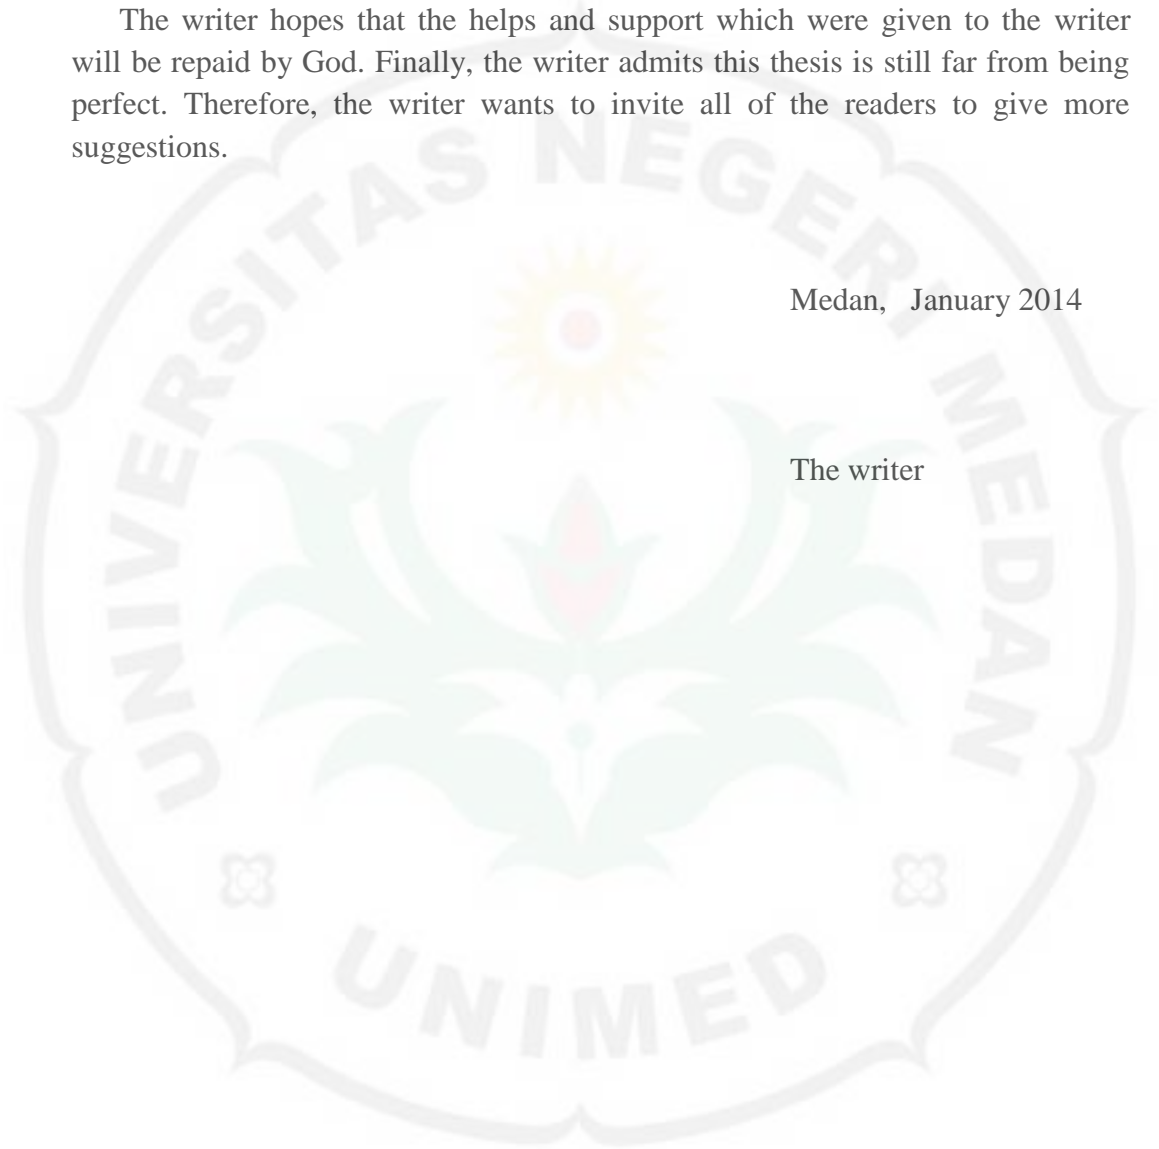 The writer hopes that the helps and support which were given to the writer
will be repaid by God. Finally, the writer admits this thesis is still far from being
perfect. Therefore, the writer wants to invite all of the readers to give more
suggestions.
UNIVERSITAS NEGERI MEDAN
Medan,   January 2014
The writer
UNIMED